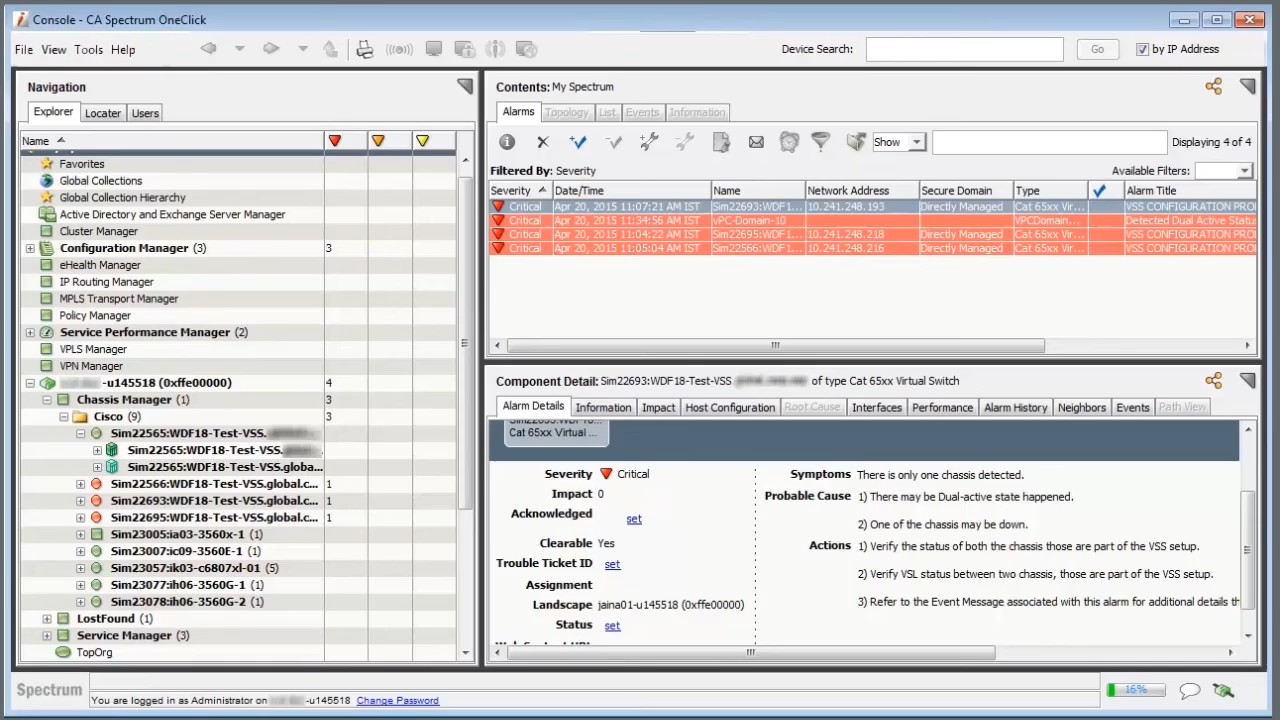 Console - CA Spectrum OneClick
File View Tools Help
Device Search:
Go
by IP Address
Navigation
Explorer Locater Users
Name
Favorites
Global Collections
Global Collection Hierarchy
Active Directory and Exchange Server Manager
Cluster Manager
Configuration Manager (3) 3
eHealth Manager
IP Routing Manager
MPLS Transport Manager
Policy Manager
Service Performance Manager (2)
VPLS Manager
VPN Manager
-u145518 (0xffe00000) 4
Chassis Manager (1) 3
Cisco (9) 3
Sim22565:WDF18-Test-VSS.
Sim22565:WDF18-Test-VSS.
Sim22565:WDF18-Test-VSS.globa...
Sim22566:WDF18-Test-VSS.global.c... 1
Sim22693:WDF18-Test-VSS.global.c... 1
Sim22695:WDF18-Test-VSS.global.c... 1
Sim23005:ia03-3560x-1 (1)
Sim23007:ic09-3560E-1 (1)
Sim23057:ik03-c6807xl-01 (5)
Sim23077:ih06-3560G-1 (1)
Sim23078:ih06-3560G-2 (1)
LostFound (1)
Service Manager (3)
TopOrg
Contents: My Spectrum
Alarms Topology List Events Information
Show
Displaying 4 of 4
Filtered By: Severity
Available Filters:
Severity Date/Time Name Network Address Secure Domain Type Alarm Title
Critical Apr 20, 2015 11:07:21 AM IST Sim22693:WDF1... 10.241.248.193 Directly Managed Cat 65xx Vir... VSS CONFIGURATION PRO
Critical Apr 20, 2015 11:34:56 AM IST vPC-Domain-10 VPCDomain... Detected Dual Active Status
Critical Apr 20, 2015 11:04:22 AM IST Sim22695:WDF1... 10.241.248.218 Directly Managed Cat 65xx Vir... VSS CONFIGURATION PRO
Critical Apr 20, 2015 11:05:04 AM IST Sim22566:WDF1... 10.241.248.216 Directly Managed Cat 65xx Vir... VSS CONFIGURATION PRO
Component Detail: Sim22693:WDF18-Test-VSS of type Cat 65xx Virtual Switch
Alarm Details Information Impact Host Configuration Root Cause Interfaces Performance Alarm History Neighbors Events Path View
Cat 65xx Virtual ...
Severity Critical
Impact 0
Acknowledged set
Clearable Yes
Trouble Ticket ID set
Assignment
Landscape jaina01-u145518 (0xffe00000)
Status set
Symptoms There is only one chassis detected.
Probable Cause 1) There may be Dual-active state happened.
2) One of the chassis may be down.
Actions 1) Verify the status of both the chassis those are part of the VSS setup.
2) Verify VSL status between two chassis, those are part of the VSS setup.
3) Refer to the Event Message associated with this alarm for additional details th
Spectrum
You are logged in as Administrator on -u145518 Change Password
16%